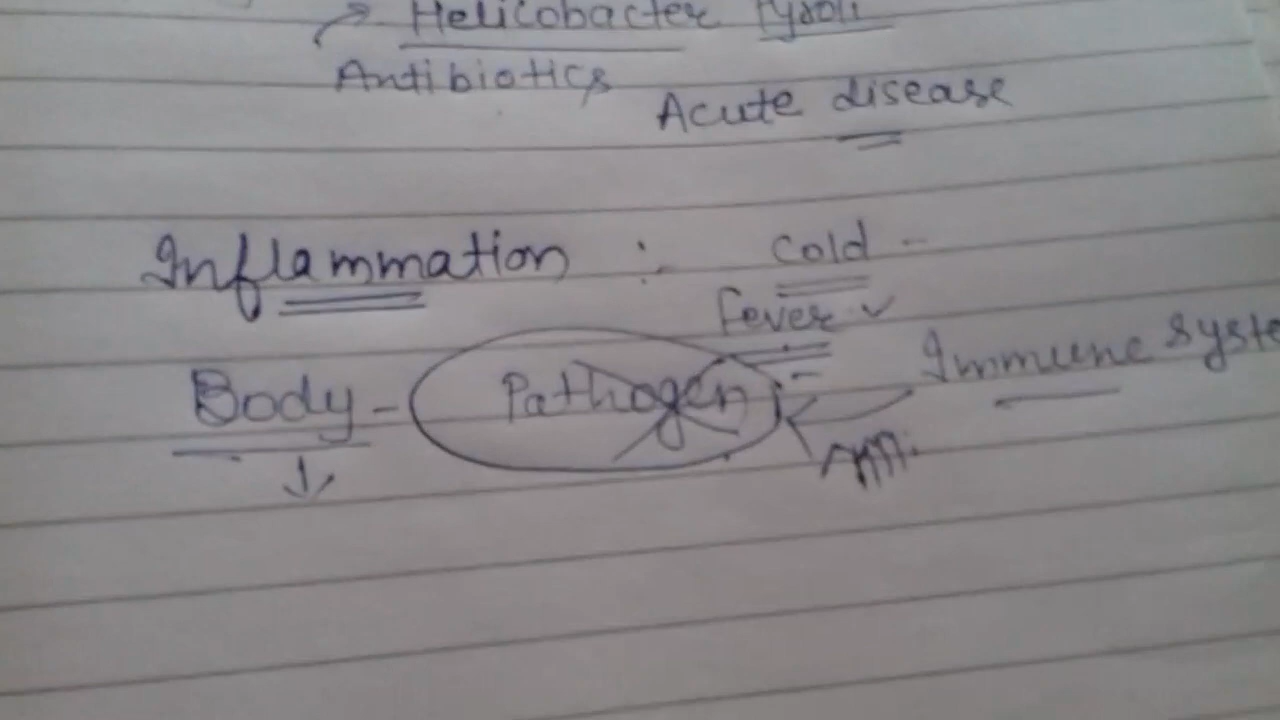 Helicobacter
Antibiotics
Acute disease
Inflammation : cold -
Fever ✓
Body - Pathogen
Immune syste